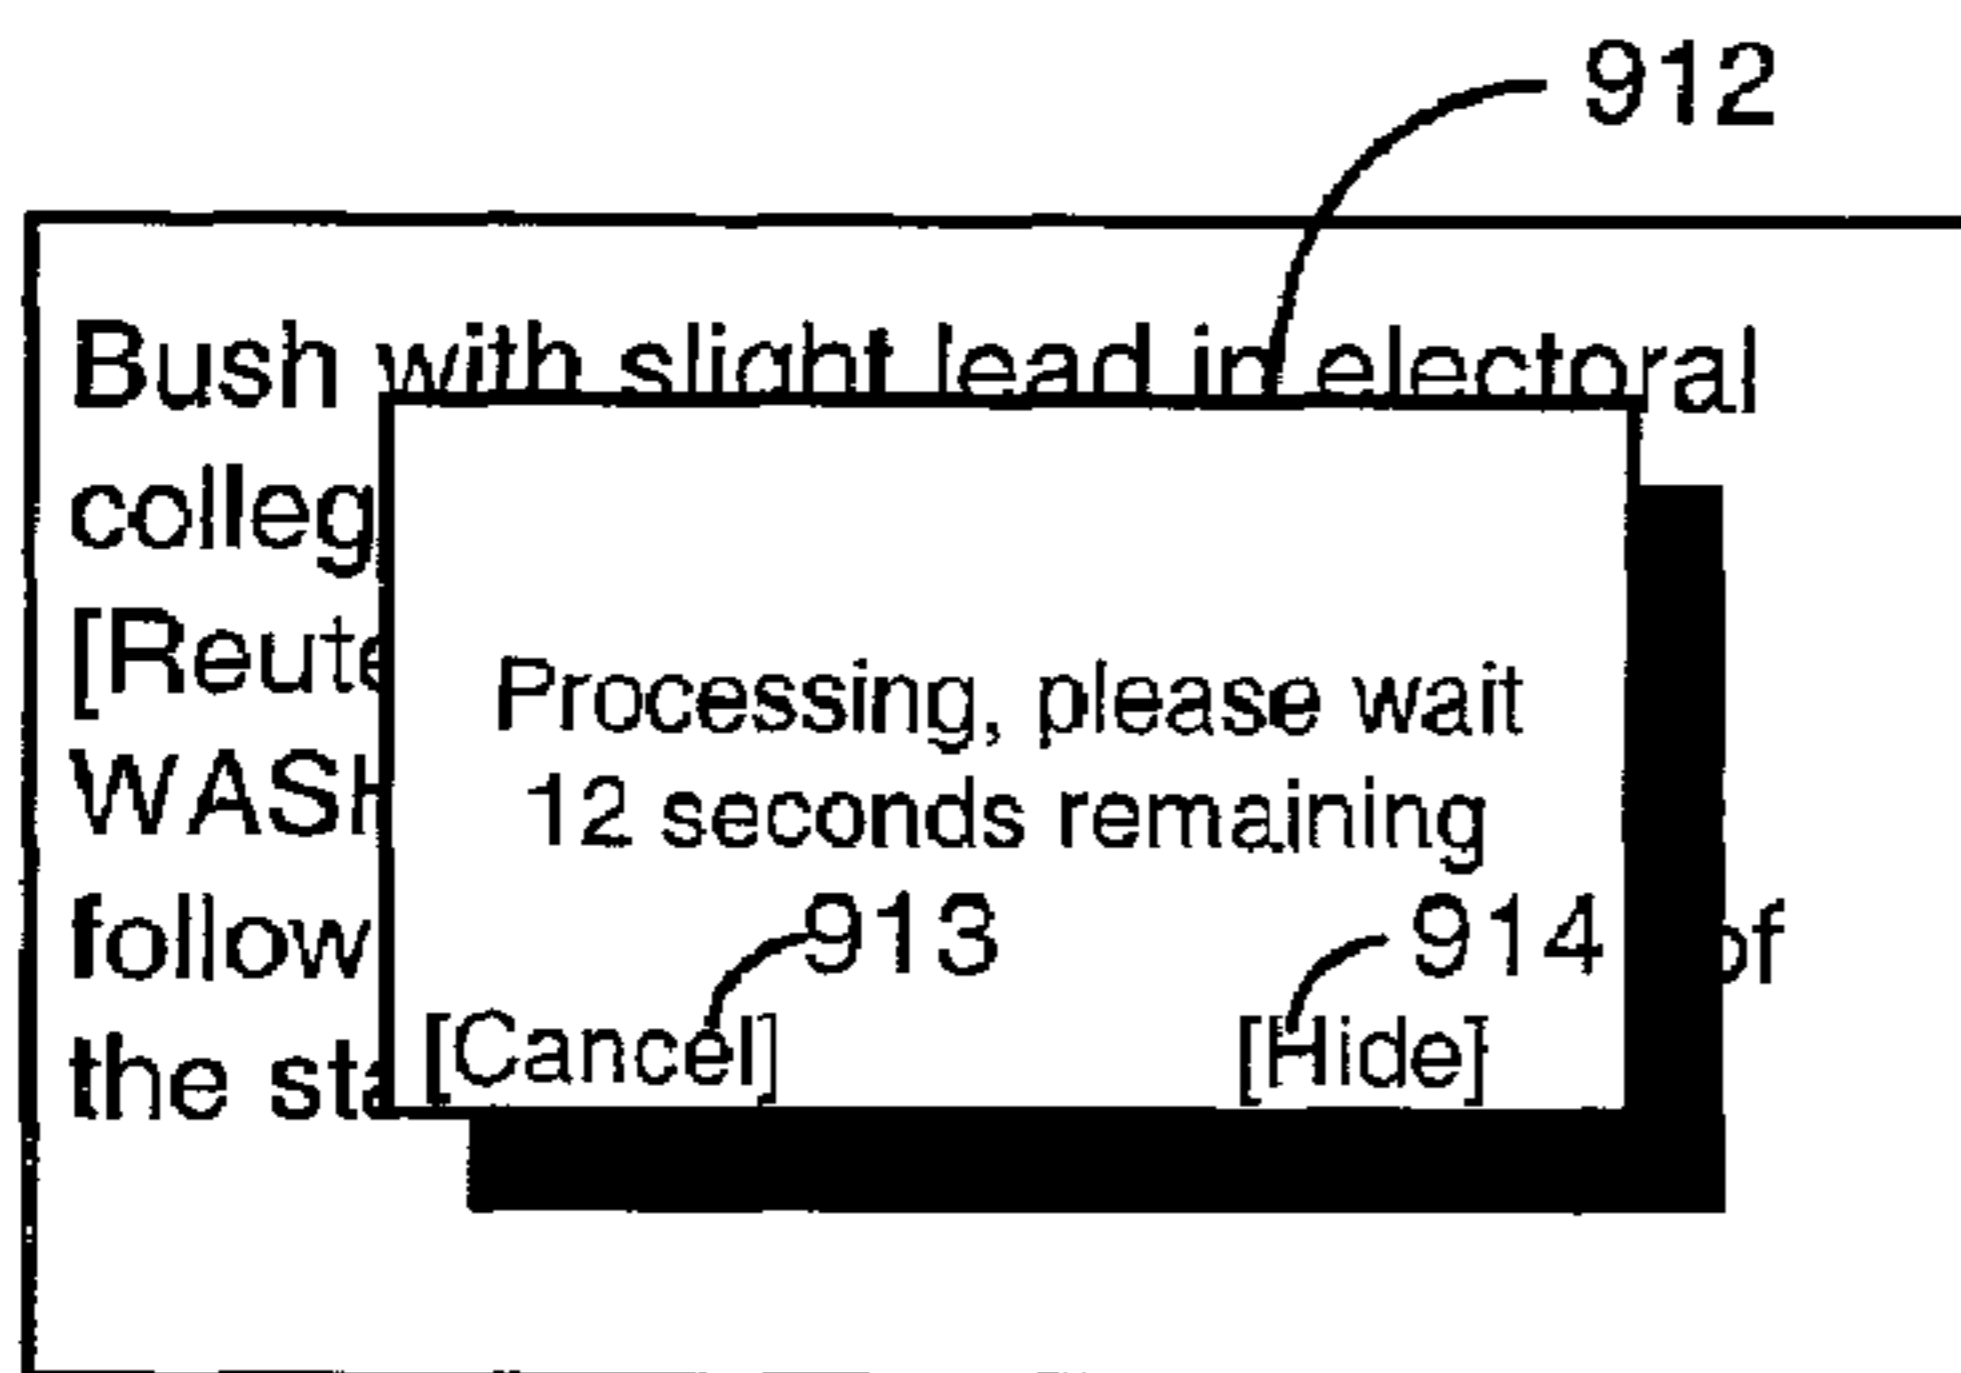 912
Bush with slight lead in electoral
colleg
[Reute
WASH
follow of
the sta
Processing, please wait
12 seconds remaining
913 914
[Cancel] [Hide]